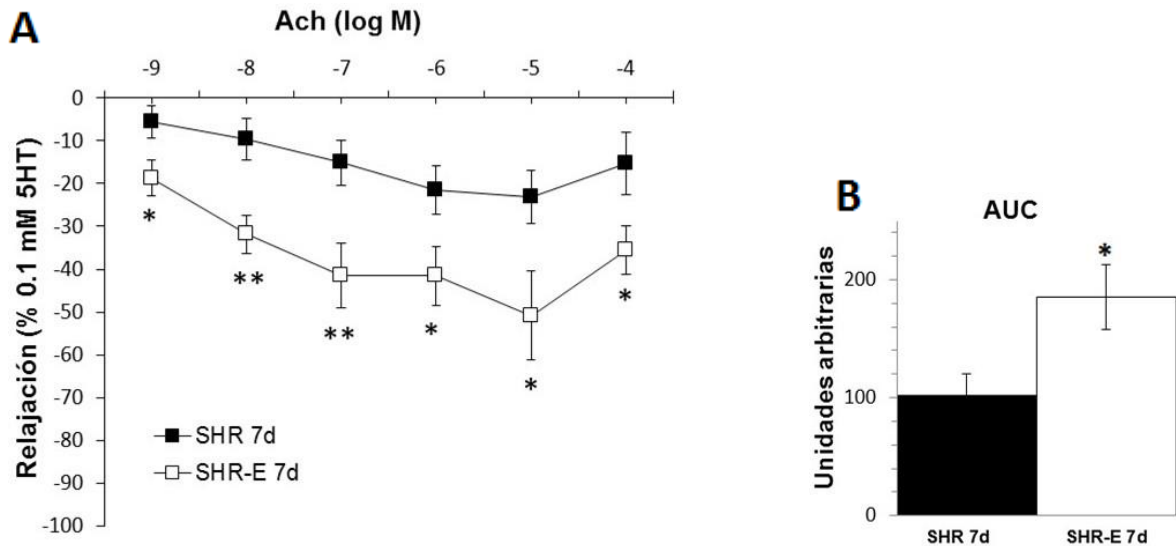 A
Ach (log M)
-9 -8 -7 -6 -5 -4
Relajación (% 0.1 mM 5HT)
0
-10
-20
-30
-40
-50
-60
-70
-80
-90
-100
*
**
**
*
*
*
SHR 7d
SHR-E 7d
B
AUC
Unidades arbitrarias
200
100
0
*
SHR 7d SHR-E 7d